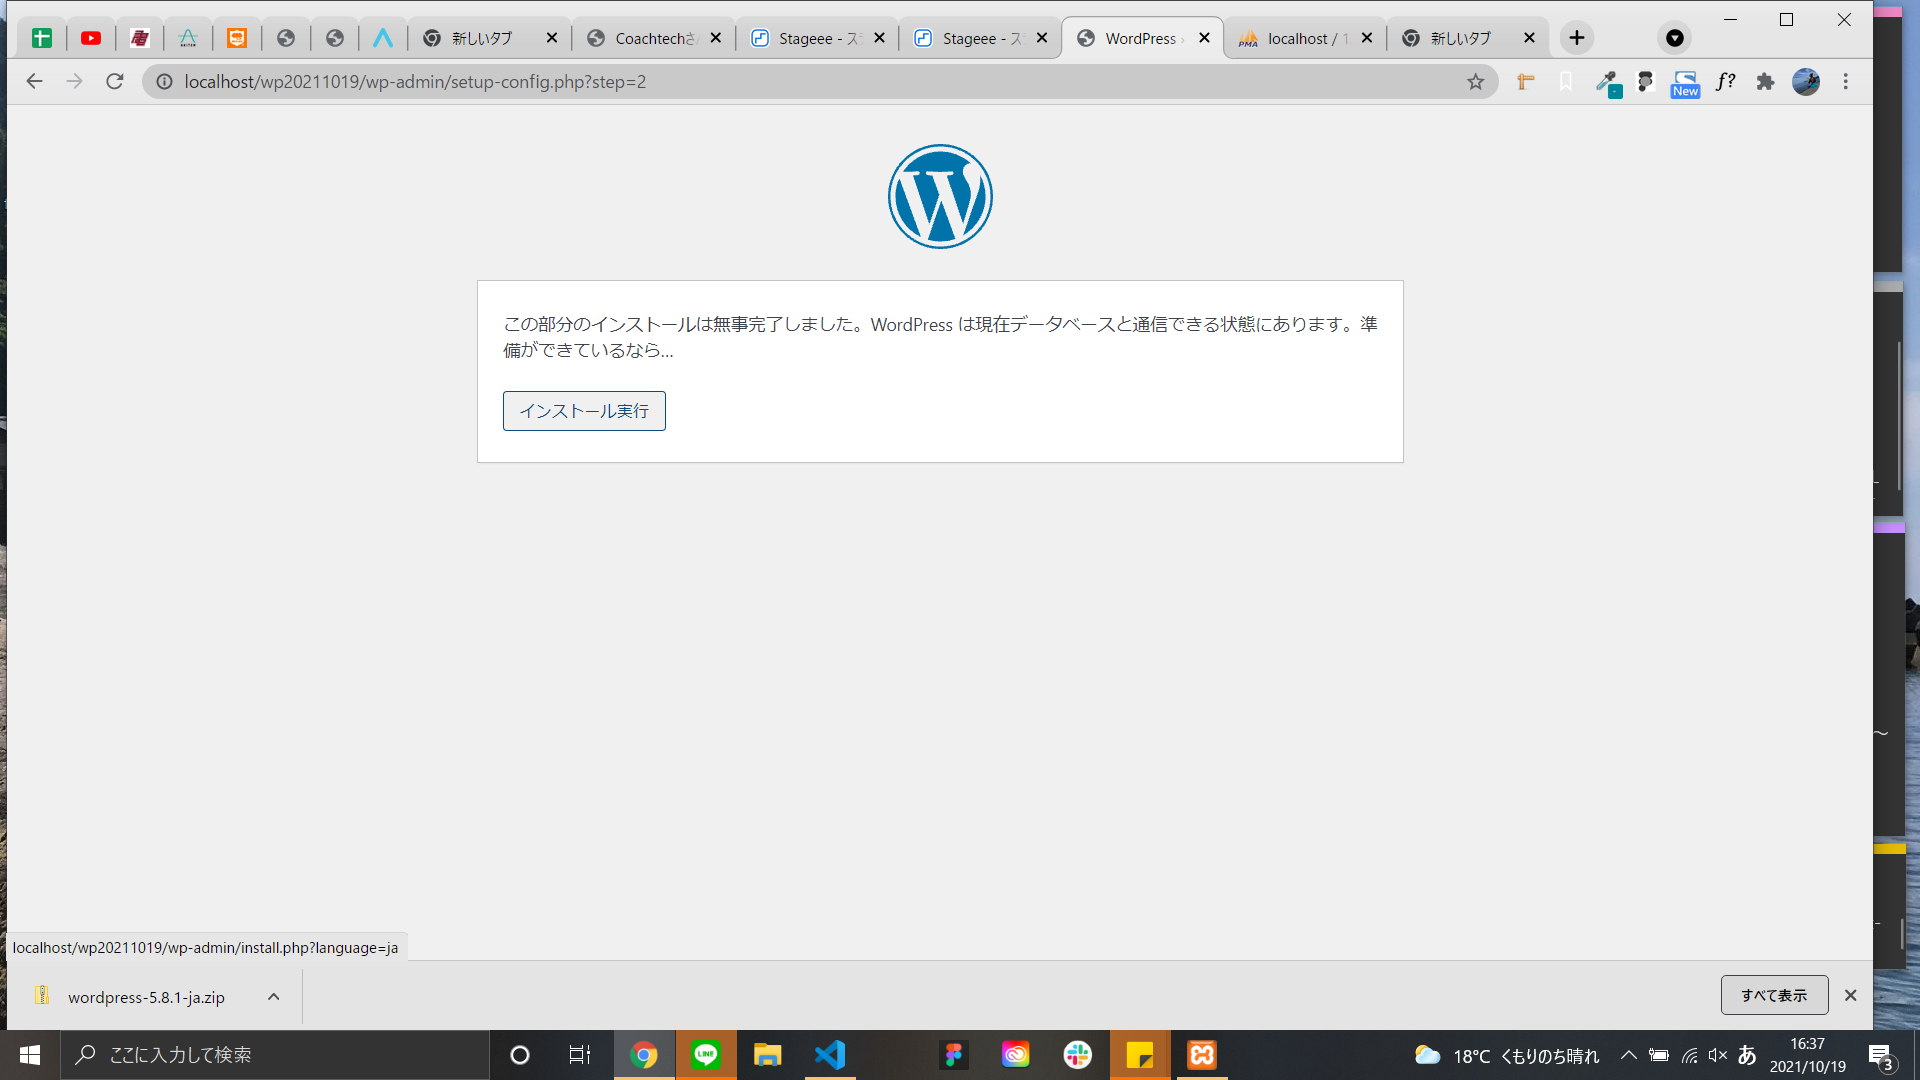 新しいタブ
Coachtechさ
Stageee - ス
Stageee - ス
WordPress
localhost / 1
新しいタブ
localhost/wp20211019/wp-admin/setup-config.php?step=2
New
f?
この部分のインストールは無事完了しました。WordPress は現在データベースと通信できる状態にあります。準
備ができているなら...
インストール実行
localhost/wp20211019/wp-admin/install.php?language=ja
wordpress-5.8.1-ja.zip
すべて表示
ここに入力して検索
LINE
18°C くもりのち晴れ
あ
16:37
2021/10/19
3